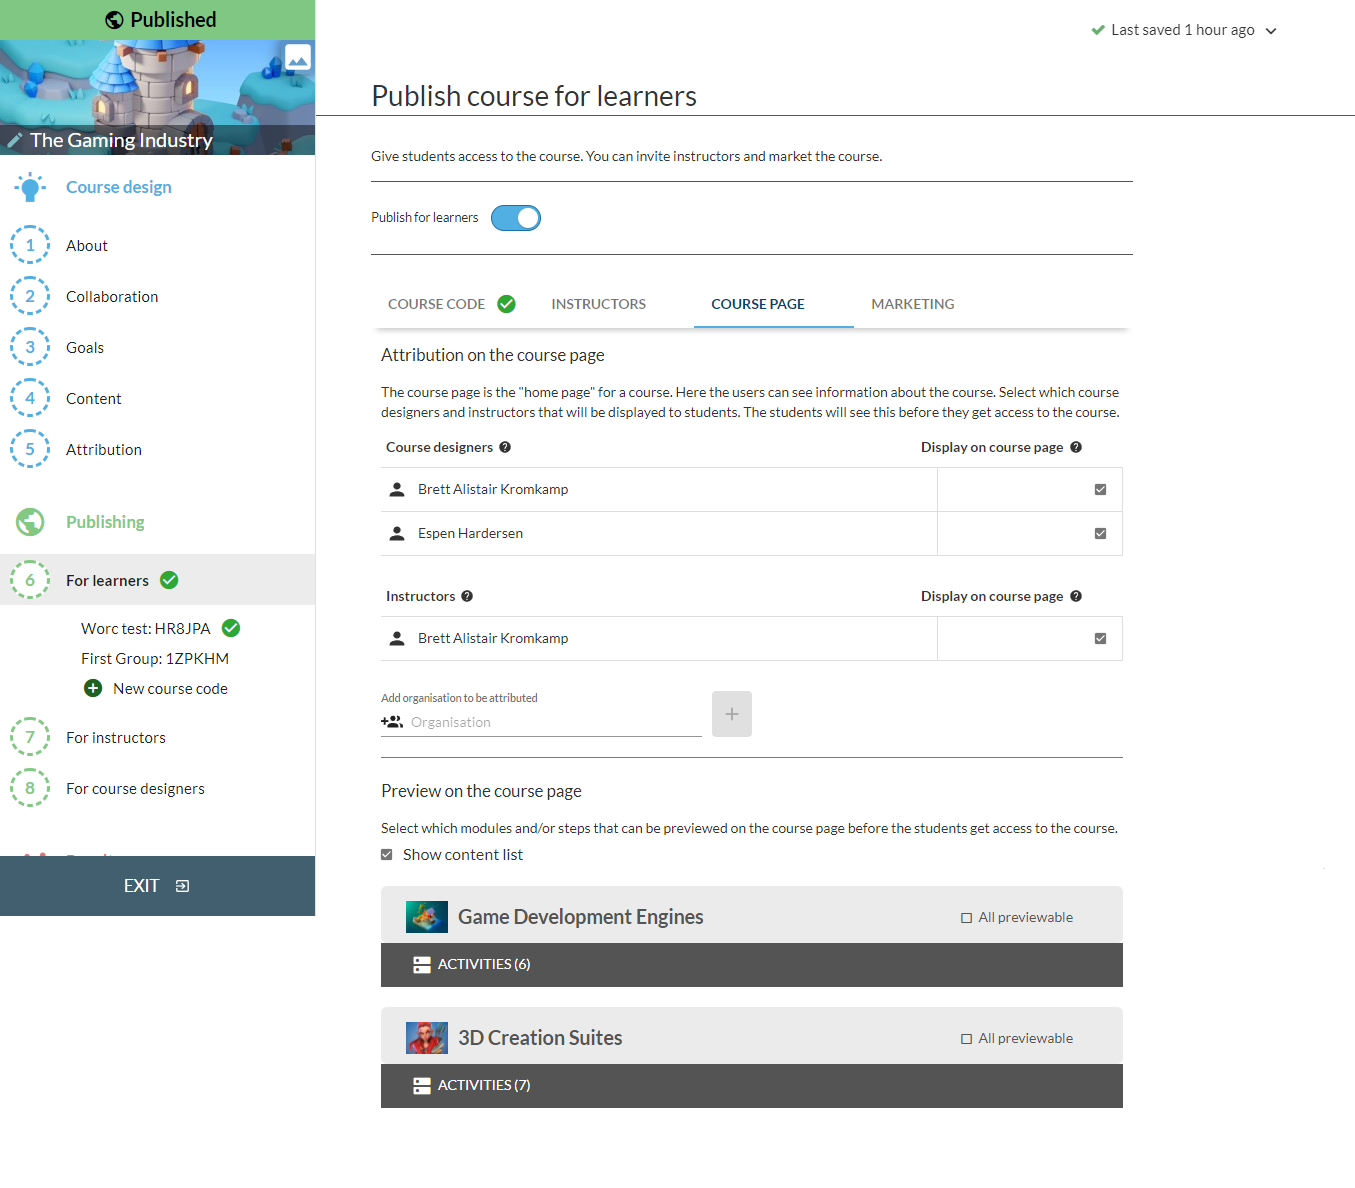 Published
The Gaming Industry
Course design
1 About
2 Collaboration
3 Goals
4 Content
5 Attribution
Publishing
6 For learners
Worc test: HR8JPA
First Group: 1ZPKHM
New course code
7 For instructors
8 For course designers
EXIT
Last saved 1 hour ago
Publish course for learners
Give students access to the course. You can invite instructors and market the course.
Publish for learners
COURSE CODE INSTRUCTORS COURSE PAGE MARKETING
Attribution on the course page
The course page is the "home page" for a course. Here the users can see information about the course. Select which course
designers and instructors that will be displayed to students. The students will see this before they get access to the course.
Course designers Display on course page
Brett Alistair Kromkamp
Espen Hardersen
Instructors Display on course page
Brett Alistair Kromkamp
Add organisation to be attributed
Organisation
Preview on the course page
Select which modules and/or steps that can be previewed on the course page before the students get access to the course.
Show content list
Game Development Engines All previewable
ACTIVITIES (6)
3D Creation Suites All previewable
ACTIVITIES (7)